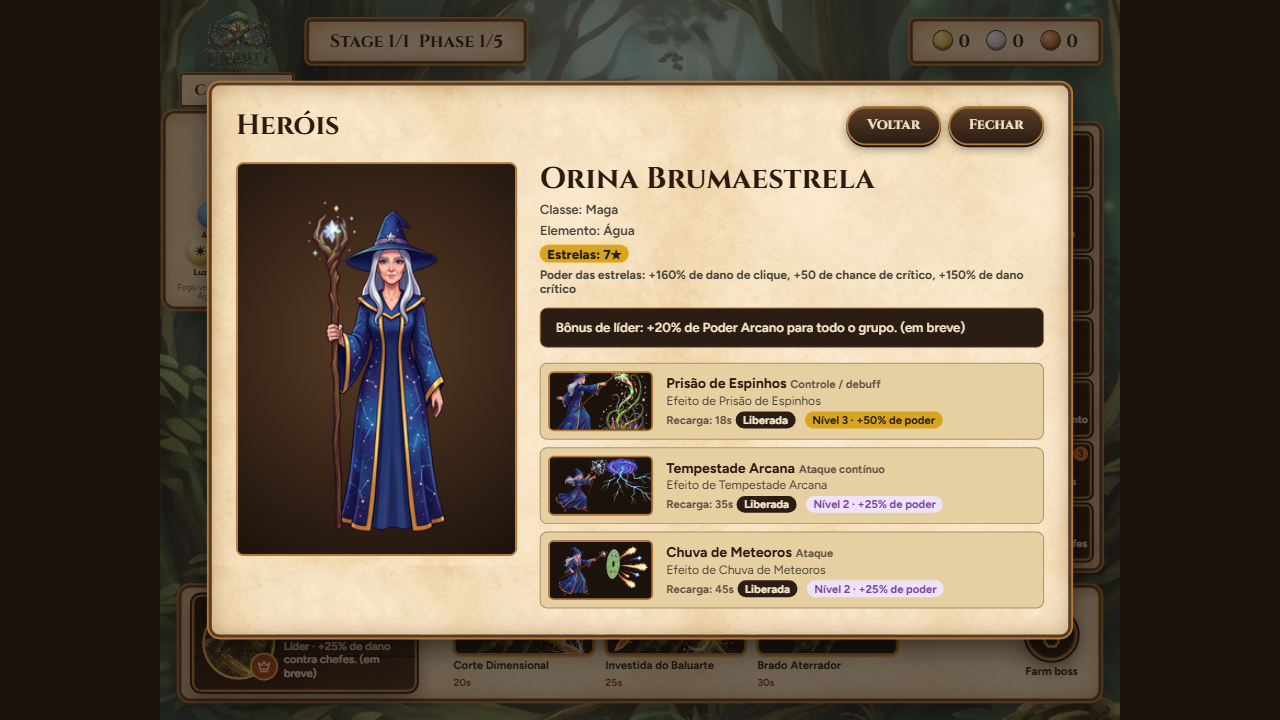 Stage 1/1 Phase 1/5
0 0 0
Heróis
Voltar
Fechar
Orina Brumaestrela
Classe: Maga
Elemento: Água
Estrelas: 7★
Poder das estrelas: +160% de dano de clique, +50 de chance de crítico, +150% de dano
crítico
Bônus de líder: +20% de Poder Arcano para todo o grupo. (em breve)
Prisão de Espinhos Controle / debuff
Efeito de Prisão de Espinhos
Recarga: 18s Liberada Nível 3 · +50% de poder
Tempestade Arcana Ataque contínuo
Efeito de Tempestade Arcana
Recarga: 35s Liberada Nível 2 · +25% de poder
Chuva de Meteoros Ataque
Efeito de Chuva de Meteoros
Recarga: 45s Liberada Nível 2 · +25% de poder
Luz
Fogo ve
3
nto
fes
Líder · +25% de dano
contra chefes. (em
breve)
Corte Dimensional
20s
Investida do Baluarte
25s
Brado Aterrador
30s
Farm boss